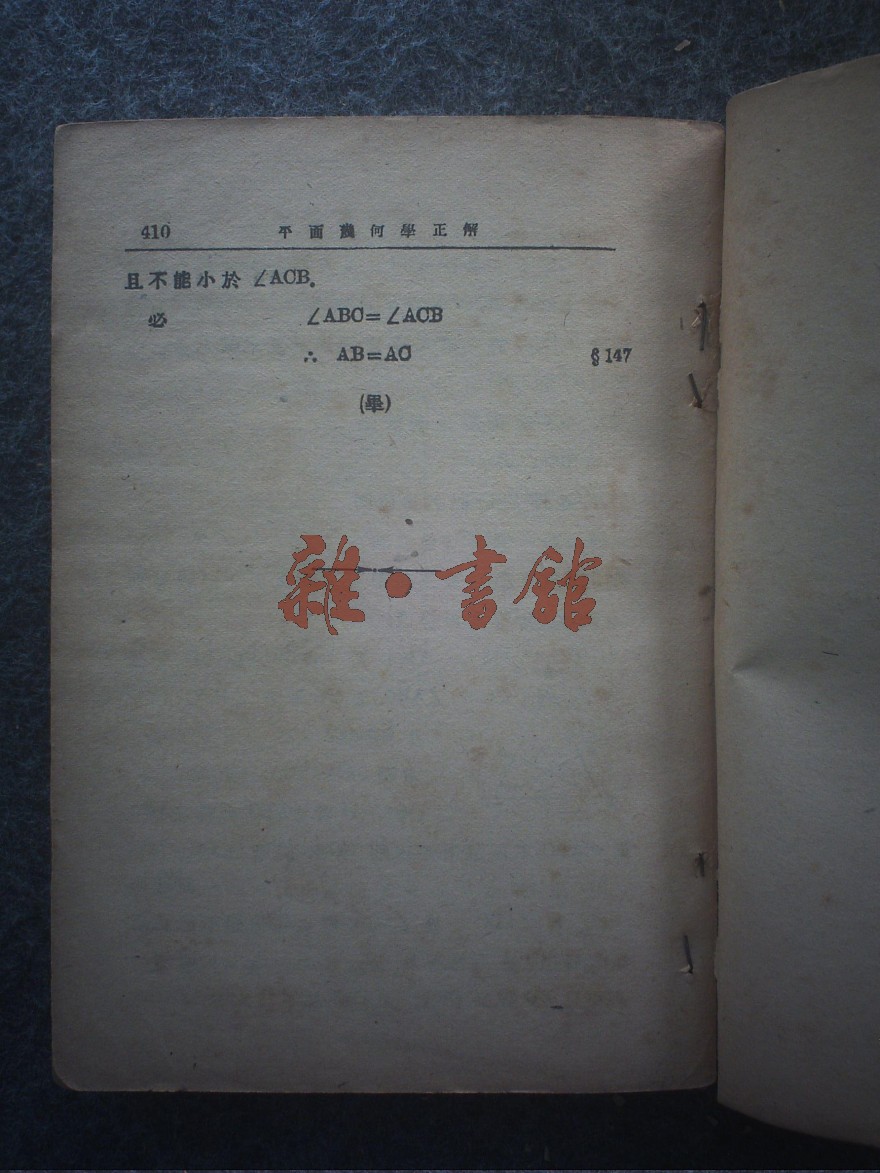 410 平面幾何學正解
且不能小於 ∠ACB.
必 ∠ABC=∠ACB
∴ AB=AC §147
(畢)
雜·書館